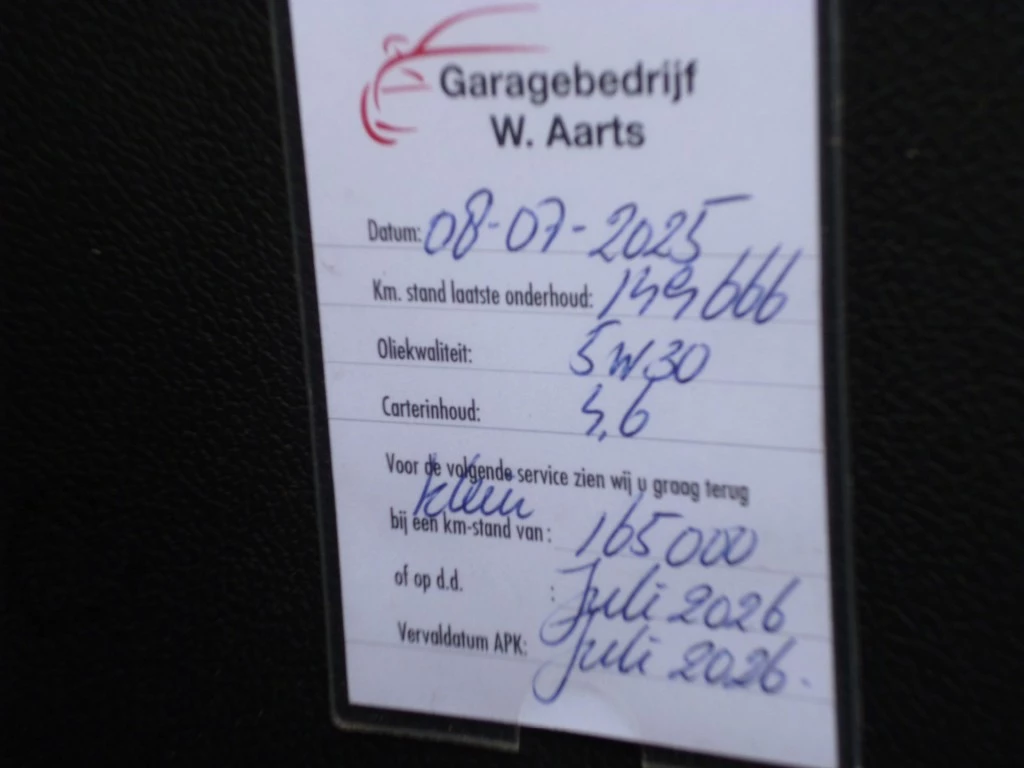 Garagebedrijf
W. Aarts
Datum: 08-07-2025
Km. stand laatste onderhoud: 149666
Oliekwaliteit: 5W30
Carterinhoud: 4,6
Voor de volgende service zien wij u graag terug
klein
bij een km-stand van: 165000
of op d.d. : Juli 2026
Vervaldatum APK: Juli 2026.